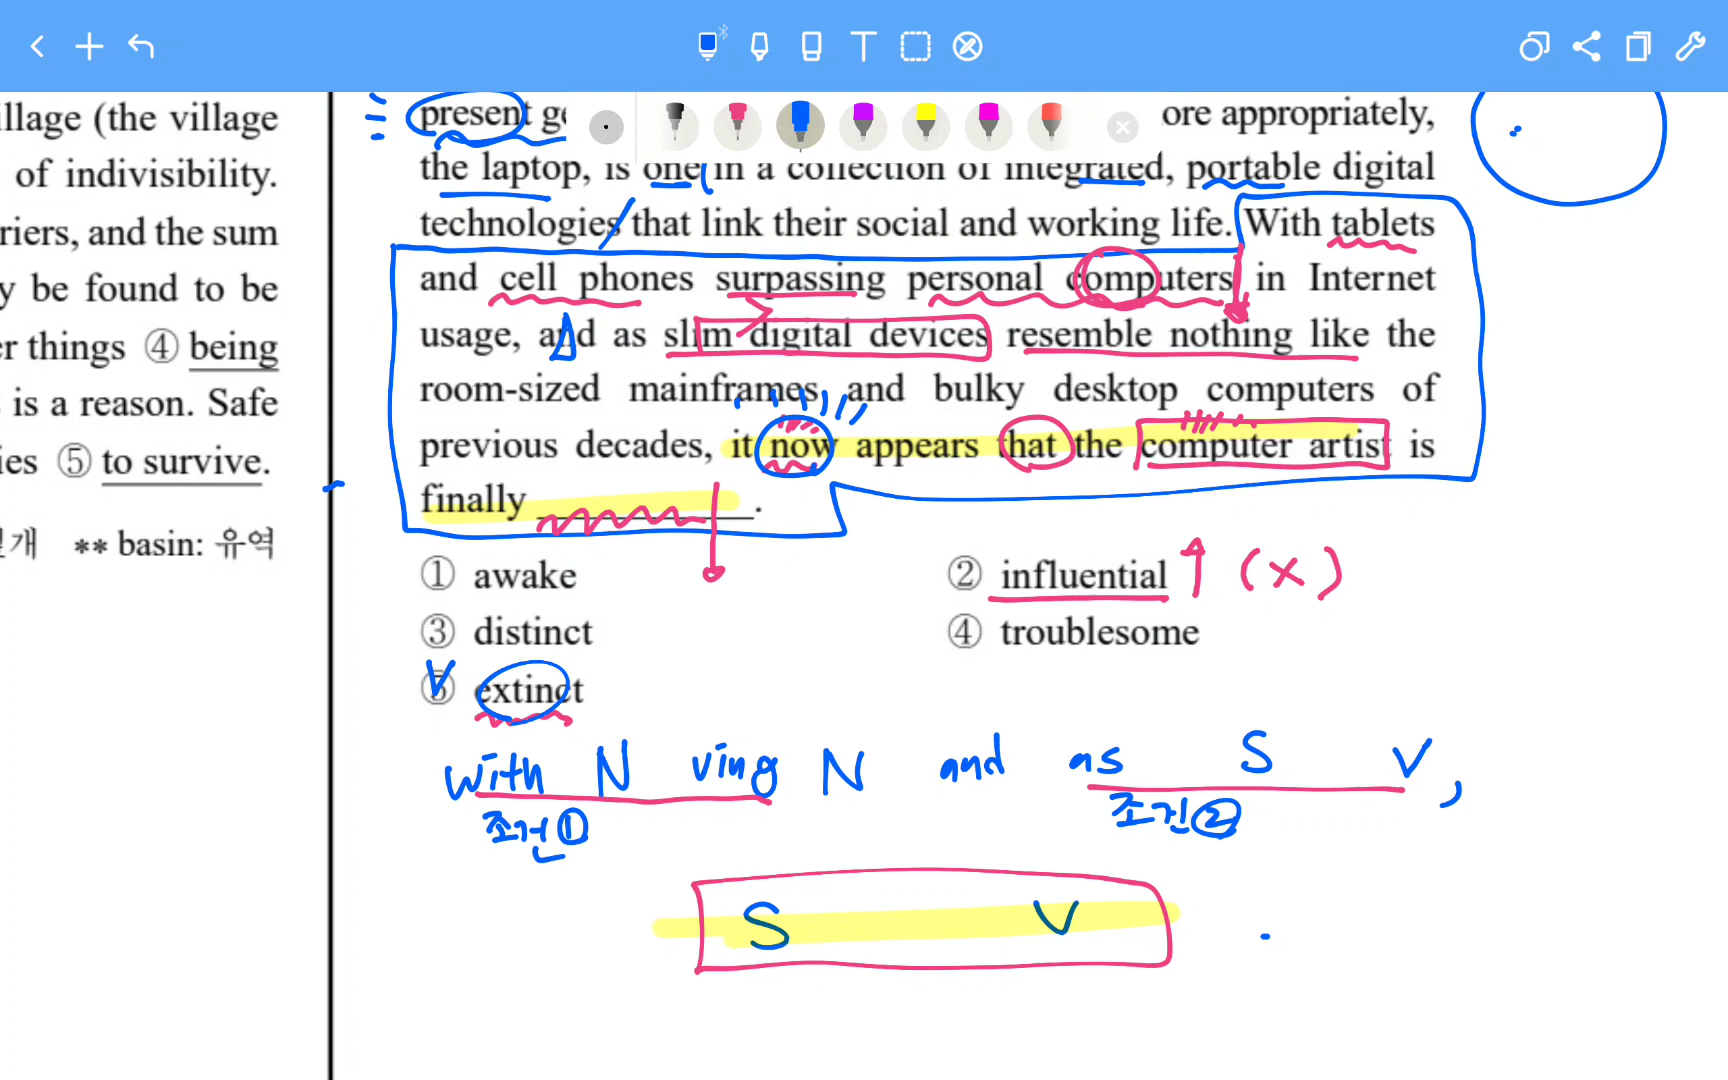 illage (the village
of indivisibility.
riers, and the sum
y be found to be
er things ④ being
is a reason. Safe
ies ⑤ to survive.
개 ** basin: 유역
present ge ore appropriately,
the laptop, is one in a collection of integrated, portable digital
technologies that link their social and working life. With tablets
and cell phones surpassing personal computers in Internet
usage, and as slim digital devices resemble nothing like the
room-sized mainframes and bulky desktop computers of
previous decades, it now appears that the computer artist is
finally ____________.
① awake ② influential (x)
③ distinct ④ troublesome
⑤ extinct
with N ving N and as S V,
조건① 조건②
S V .